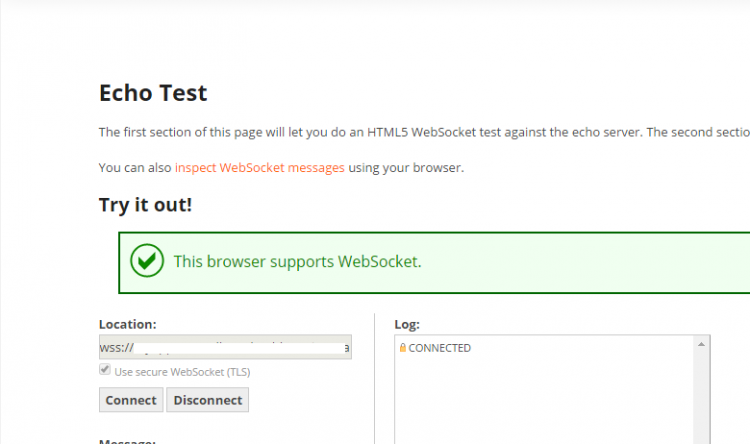 Echo Test
The first section of this page will let you do an HTML5 WebSocket test against the echo server. The second sectio
You can also inspect WebSocket messages using your browser.
Try it out!
This browser supports WebSocket.
Location:
wss://
Use secure WebSocket (TLS)
Connect Disconnect
Message:
Log:
CONNECTED